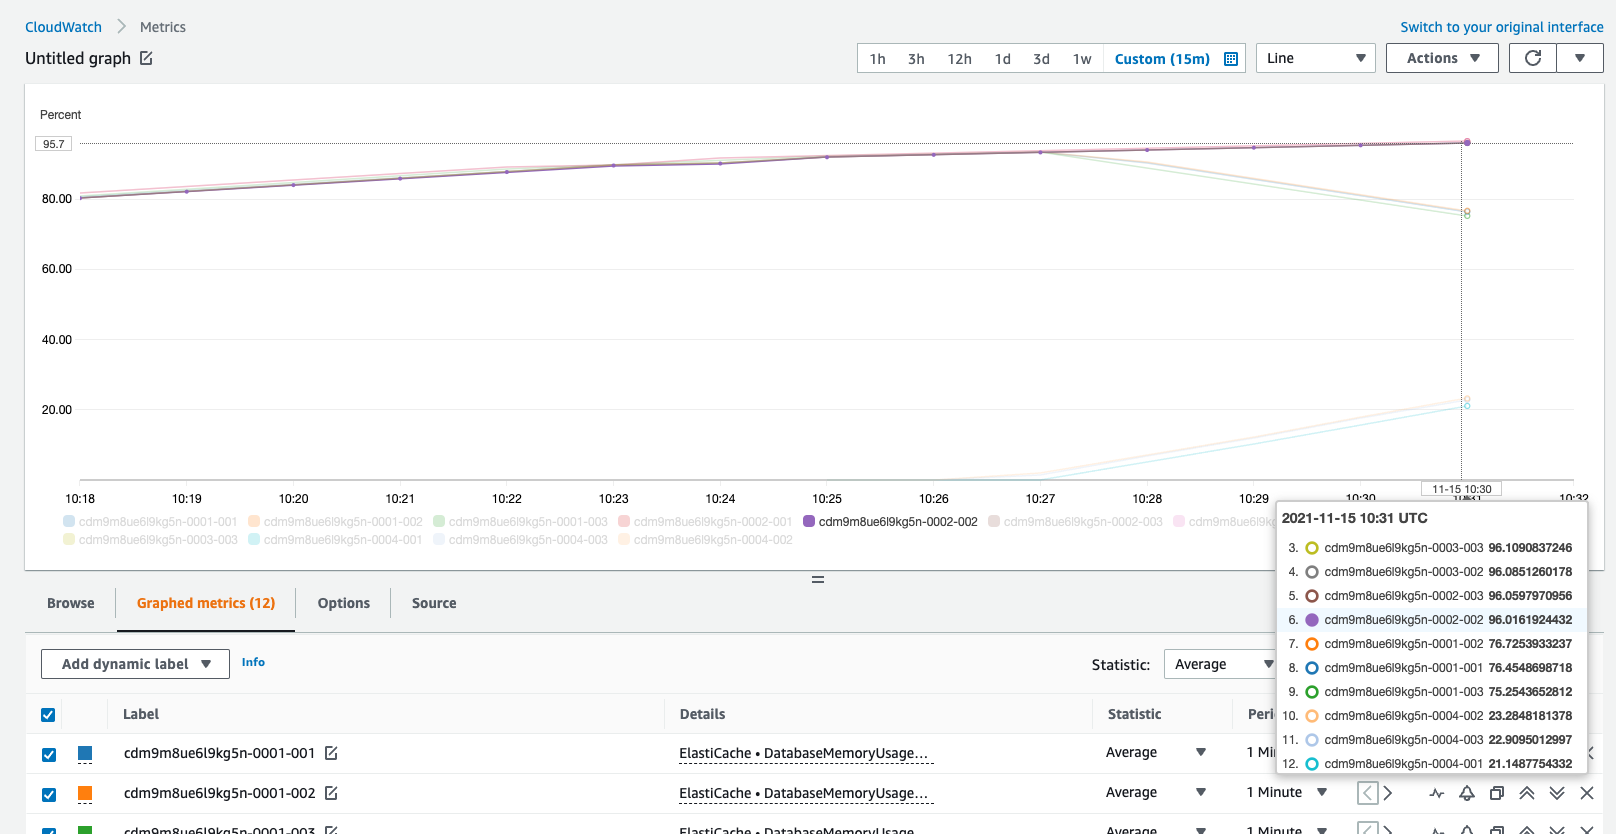 CloudWatch > Metrics
Switch to your original interface
Untitled graph
1h 3h 12h 1d 3d 1w Custom (15m) Line Actions
Percent
95.7
80.00
60.00
40.00
20.00
10:18 10:19 10:20 10:21 10:22 10:23 10:24 10:25 10:26 10:27 10:28 10:29 10:30 11-15 10:30 10:32
cdm9m8ue6l9kg5n-0001-001 cdm9m8ue6l9kg5n-0001-002 cdm9m8ue6l9kg5n-0001-003 cdm9m8ue6l9kg5n-0002-001 cdm9m8ue6l9kg5n-0002-002 cdm9m8ue6l9kg5n-0002-003 cdm9m8ue6l9kg
cdm9m8ue6l9kg5n-0003-003 cdm9m8ue6l9kg5n-0004-001 cdm9m8ue6l9kg5n-0004-003 cdm9m8ue6l9kg5n-0004-002
2021-11-15 10:31 UTC
3. cdm9m8ue6l9kg5n-0003-003 96.1090837246
4. cdm9m8ue6l9kg5n-0003-002 96.0851260178
5. cdm9m8ue6l9kg5n-0002-003 96.0597970956
6. cdm9m8ue6l9kg5n-0002-002 96.0161924432
7. cdm9m8ue6l9kg5n-0001-002 76.7253933237
8. cdm9m8ue6l9kg5n-0001-001 76.4548698718
9. cdm9m8ue6l9kg5n-0001-003 75.2543652812
10. cdm9m8ue6l9kg5n-0004-002 23.2848181378
11. cdm9m8ue6l9kg5n-0004-003 22.9095012997
12. cdm9m8ue6l9kg5n-0004-001 21.1487754332
Browse Graphed metrics (12) Options Source
Add dynamic label Info Statistic: Average
Label Details Statistic Peri
cdm9m8ue6l9kg5n-0001-001 ElastiCache • DatabaseMemoryUsage... Average 1 Mi
cdm9m8ue6l9kg5n-0001-002 ElastiCache • DatabaseMemoryUsage... Average 1 Minute
cdm9m8ue6l9kg5n-0001-003 ElastiCache • DatabaseMemoryUsage Average 1 Minute